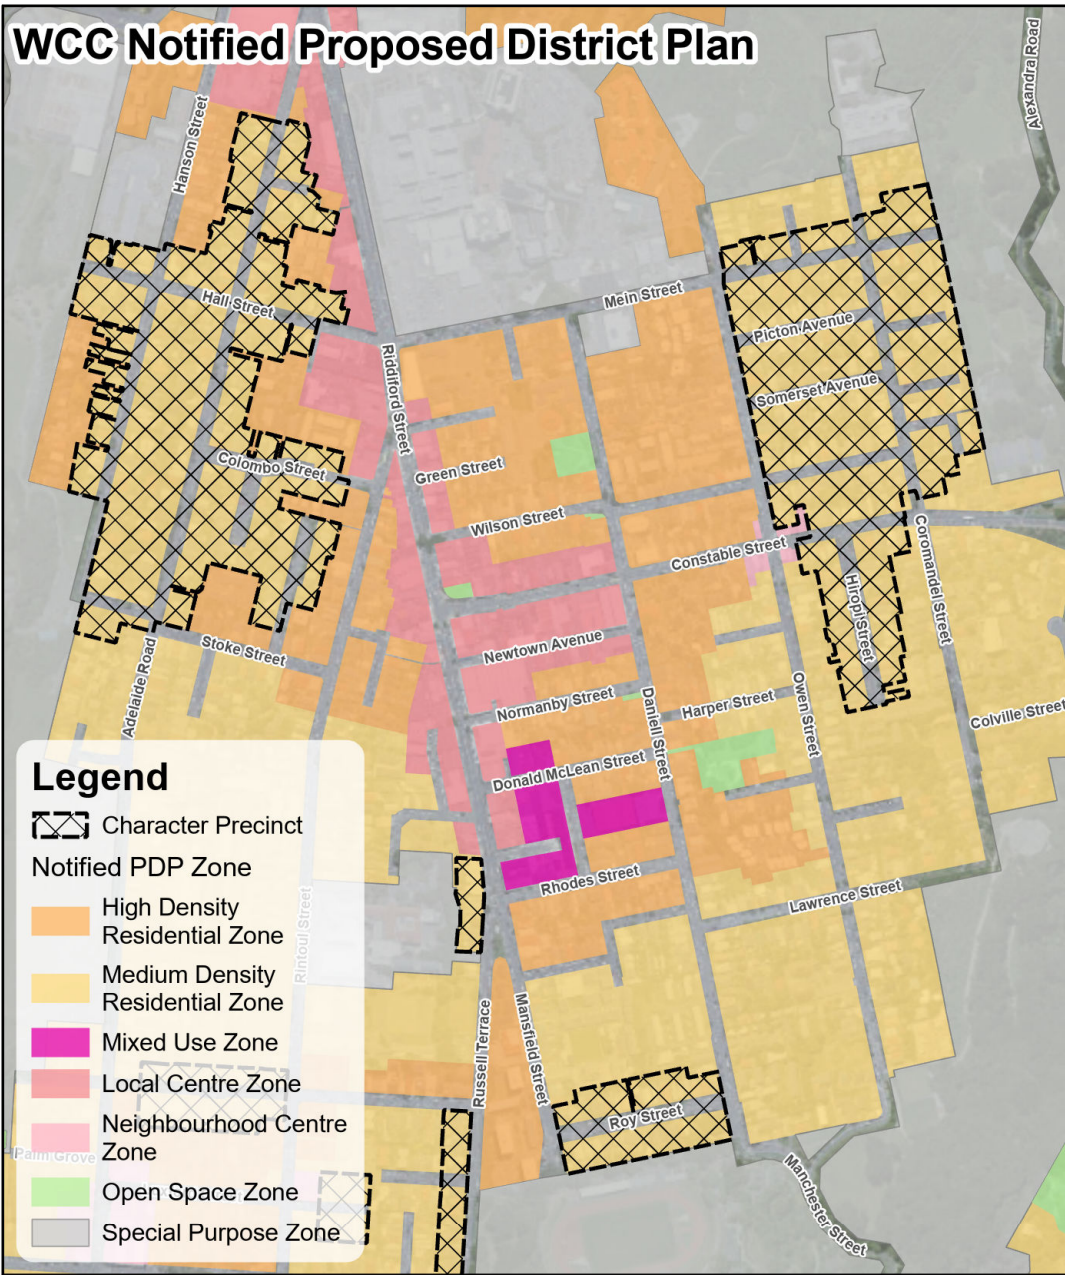 WCC Notified Proposed District Plan
Alexandra Road
Hanson Street
Mein Street
Hall Street
Picton Avenue
Riddiford Street
Somerset Avenue
Colombo Street
Green Street
Wilson Street
Constable Street
Coromandel Street
Hiropi Street
Stoke Street
Newtown Avenue
Adelaide Road
Normanby Street
Daniell Street
Harper Street
Owen Street
Colville Street
Donald McLean Street
Rhodes Street
Lawrence Street
Rintoul Street
Russell Terrace
Mansfield Street
Roy Street
Manchester Street
Palm Grove
Legend
Character Precinct
Notified PDP Zone
High Density
Residential Zone
Medium Density
Residential Zone
Mixed Use Zone
Local Centre Zone
Neighbourhood Centre
Zone
Open Space Zone
Special Purpose Zone